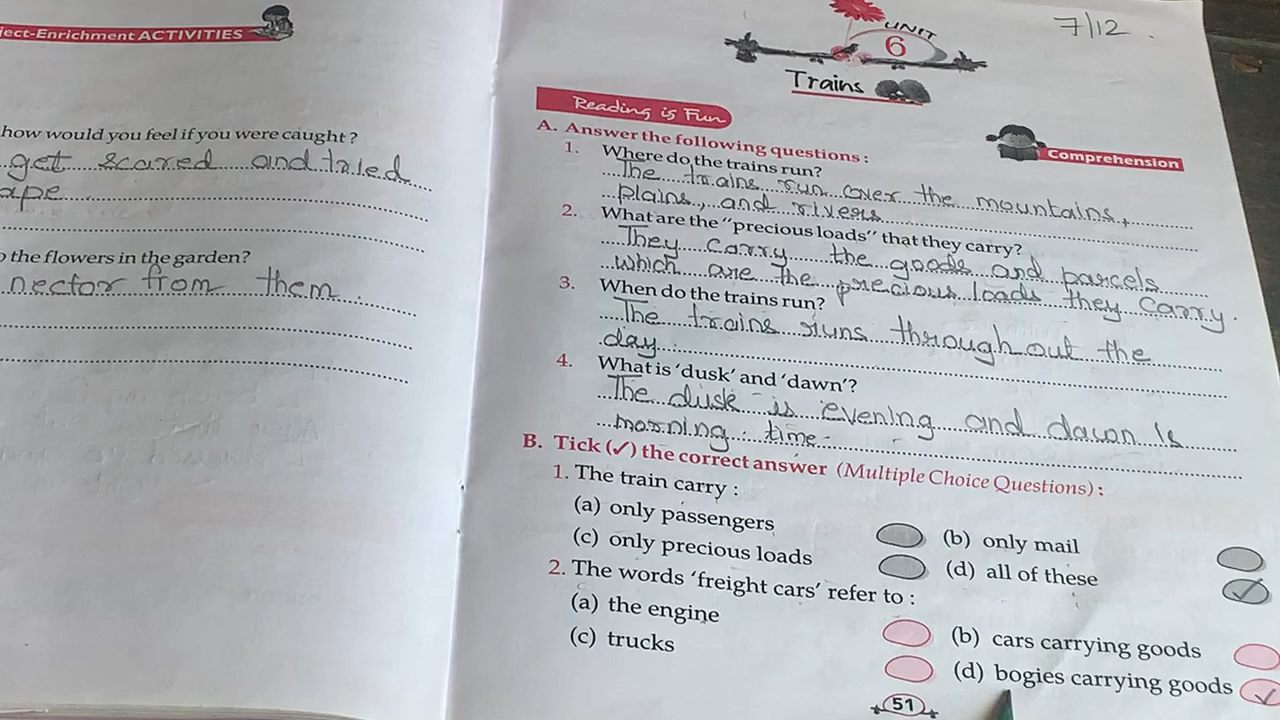 ject-Enrichment ACTIVITIES
how would you feel if you were caught?
get scared and tried
ape
o the flowers in the garden?
nector from them.
UNIT
6
7/12.
Trains
Reading is Fun
Comprehension
A. Answer the following questions:
1. Where do the trains run?
The trains run over the mountains,
plains, and rivers
2. What are the "precious loads" that they carry?
They carry the goods and parcels
which are the precious loads they carry.
3. When do the trains run?
The trains runs throughout the
day.
4. What is 'dusk' and 'dawn'?
The dusk is evening and dawn is
morning time.
B. Tick (✓) the correct answer (Multiple Choice Questions):
1. The train carry:
(a) only passengers (b) only mail
(c) only precious loads (d) all of these ✓
2. The words 'freight cars' refer to:
(a) the engine (b) cars carrying goods
(c) trucks (d) bogies carrying goods ✓
51